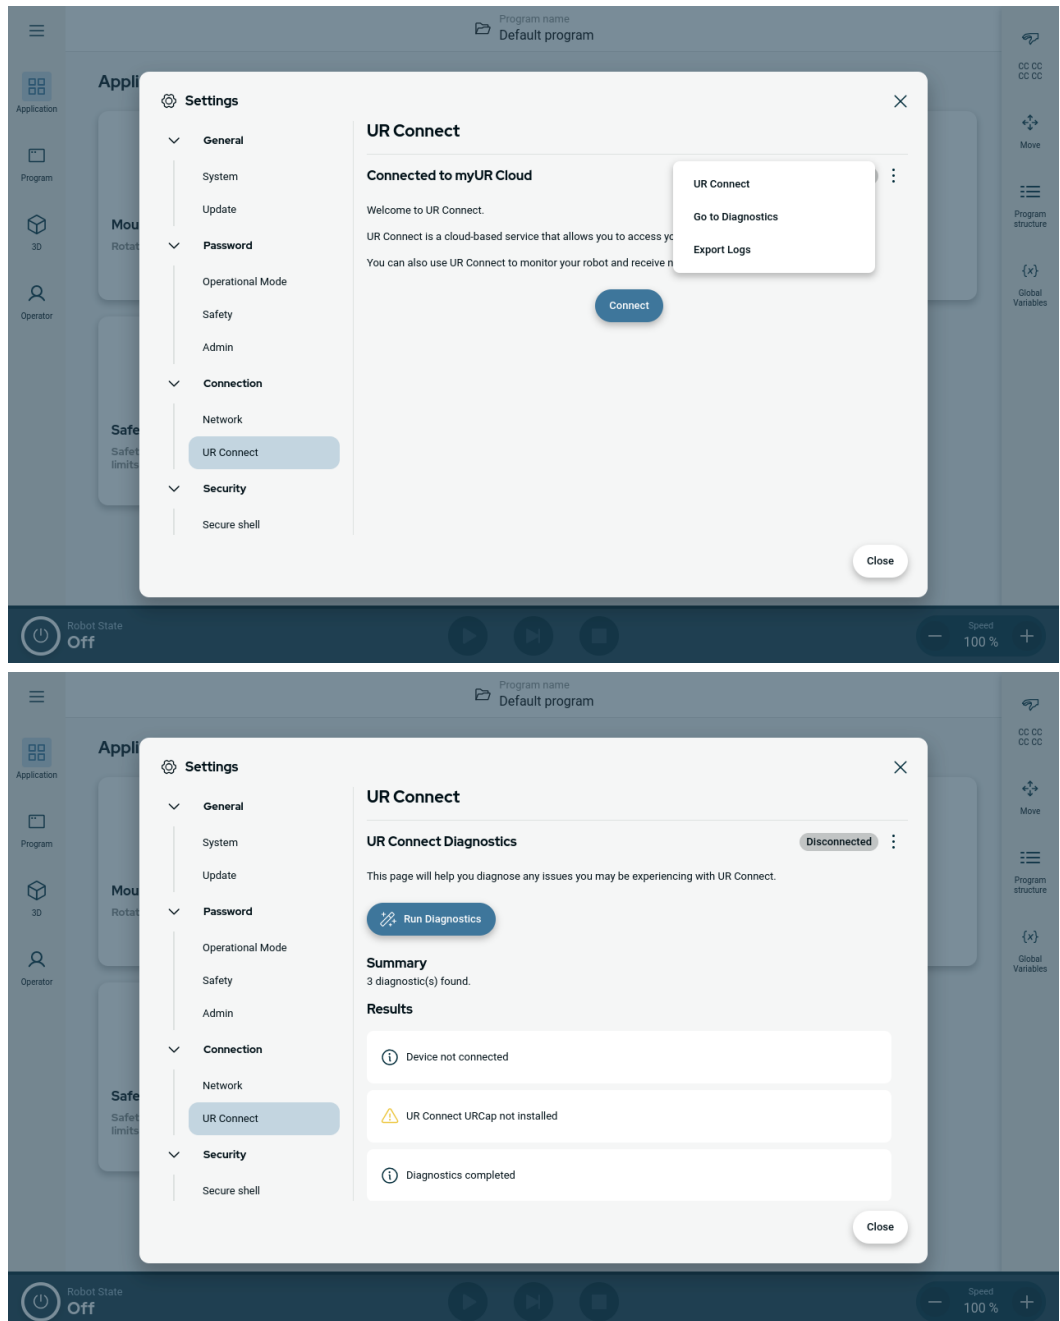 Program name
Default program
Application
Program
3D
Operator
Appli
Mou
Rotat
Safe
Safet
limits
Settings
General
System
Update
Password
Operational Mode
Safety
Admin
Connection
Network
UR Connect
Security
Secure shell
UR Connect
Connected to myUR Cloud
Welcome to UR Connect.
UR Connect is a cloud-based service that allows you to access yo
You can also use UR Connect to monitor your robot and receive n
UR Connect
Go to Diagnostics
Export Logs
Connect
Close
CC CC
CC CC
Move
Program
structure
{x}
Global
Variables
Robot State
Off
Speed
100 %
Program name
Default program
Application
Program
3D
Operator
Appli
Mou
Rotat
Safe
Safet
limits
Settings
General
System
Update
Password
Operational Mode
Safety
Admin
Connection
Network
UR Connect
Security
Secure shell
UR Connect
UR Connect Diagnostics
Disconnected
This page will help you diagnose any issues you may be experiencing with UR Connect.
Run Diagnostics
Summary
3 diagnostic(s) found.
Results
Device not connected
UR Connect URCap not installed
Diagnostics completed
Close
CC CC
CC CC
Move
Program
structure
{x}
Global
Variables
Robot State
Off
Speed
100 %